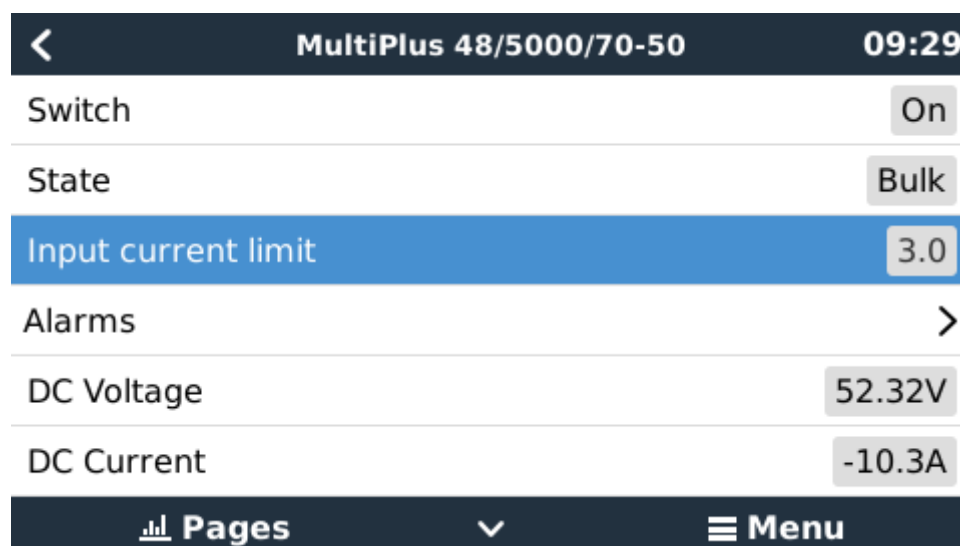 MultiPlus 48/5000/70-50 09:29
Switch On
State Bulk
Input current limit 3.0
Alarms
DC Voltage 52.32V
DC Current -10.3A
Pages Menu